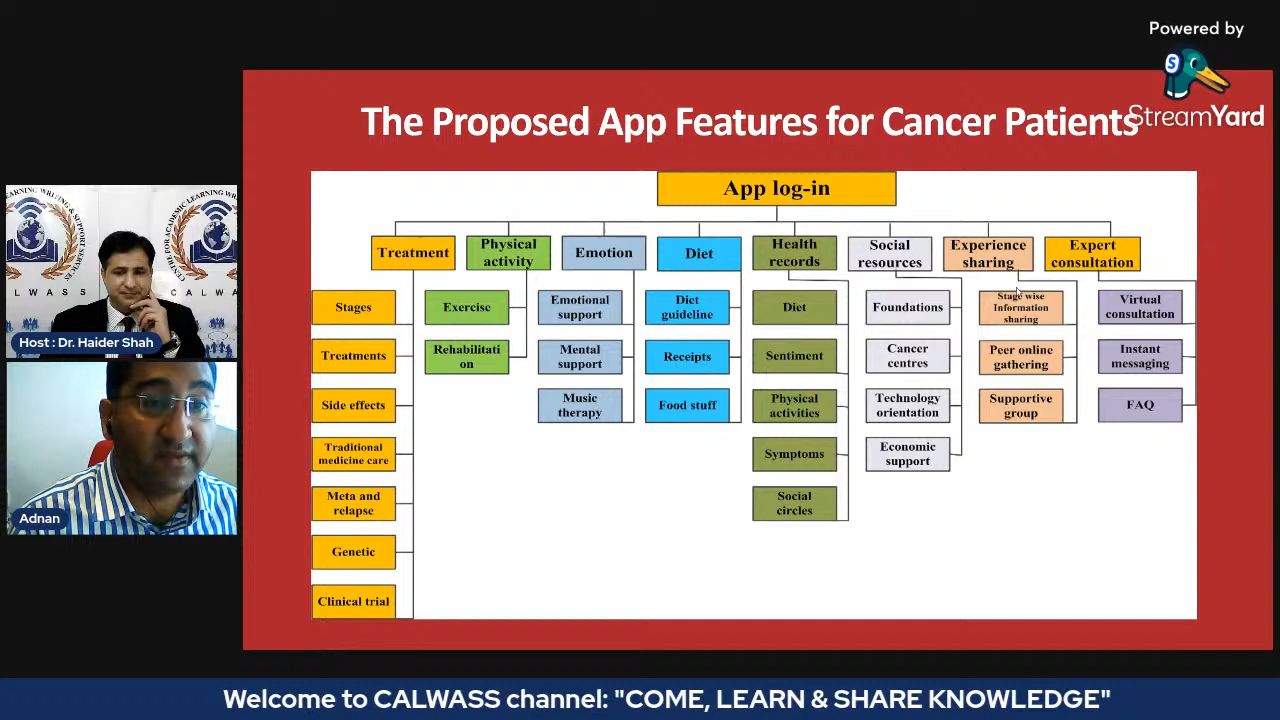 Powered by
StreamYard
The Proposed App Features for Cancer Patients
App log-in
Treatment
Physical
activity
Emotion
Diet
Health
records
Social
resources
Experience
sharing
Expert
consultation
Stages
Treatments
Side effects
Traditional
medicine care
Meta and
relapse
Genetic
Clinical trial
Exercise
Rehabilitati
on
Emotional
support
Mental
support
Music
therapy
Diet
guideline
Receipts
Food stuff
Diet
Sentiment
Physical
activities
Symptoms
Social
circles
Foundations
Cancer
centres
Technology
orientation
Economic
support
Stage wise
Information
sharing
Peer online
gathering
Supportive
group
Virtual
consultation
Instant
messaging
FAQ
Host : Dr. Haider Shah
Adnan
Welcome to CALWASS channel: "COME, LEARN & SHARE KNOWLEDGE"